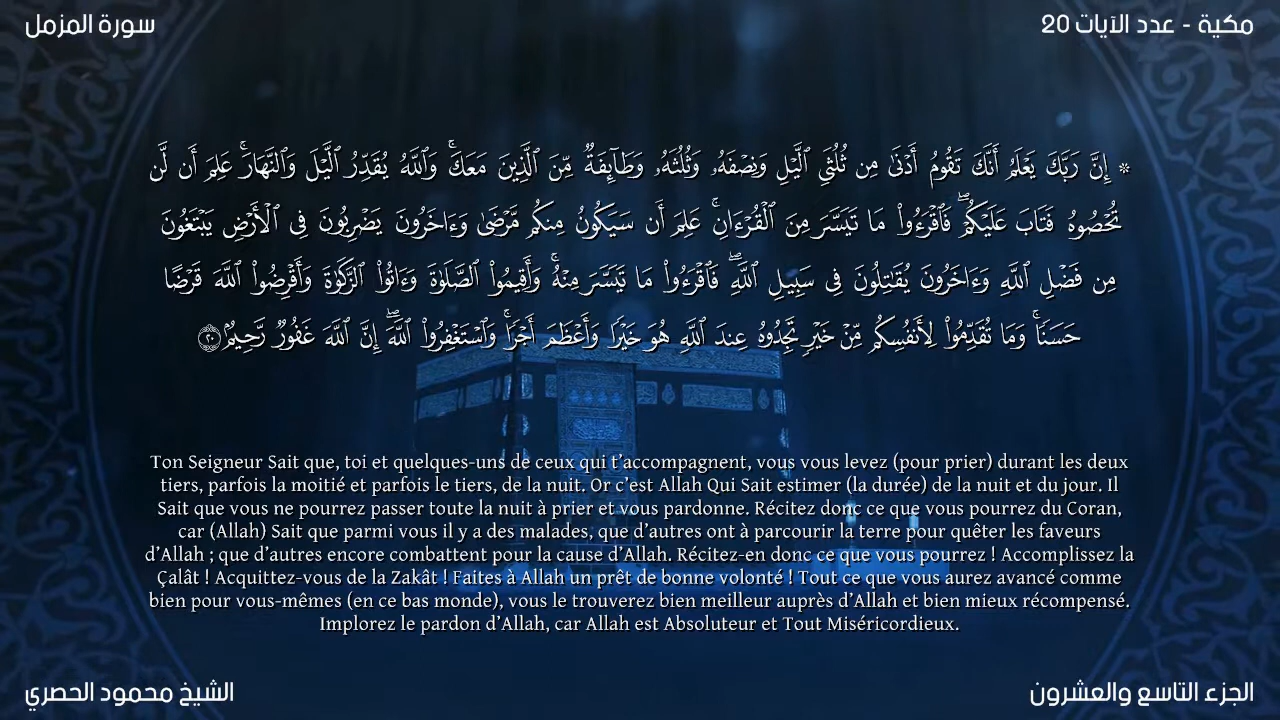 مكية - عدد الآيات 20
سورة المزمل
۞ إِنَّ رَبَّكَ يَعْلَمُ أَنَّكَ تَقُومُ أَدْنَىٰ مِن ثُلُثَيِ ٱلَّيْلِ وَنِصْفَهُۥ وَثُلُثَهُۥ وَطَآئِفَةٌ مِّنَ ٱلَّذِينَ مَعَكَ ۚ وَٱللَّهُ يُقَدِّرُ ٱلَّيْلَ وَٱلنَّهَارَ ۚ عَلِمَ أَن لَّن
تُحْصُوهُ فَتَابَ عَلَيْكُمْ ۖ فَٱقْرَءُوا۟ مَا تَيَسَّرَ مِنَ ٱلْقُرْءَانِ ۚ عَلِمَ أَن سَيَكُونُ مِنكُم مَّرْضَىٰ وَءَاخَرُونَ يَضْرِبُونَ فِى ٱلْأَرْضِ يَبْتَغُونَ
مِن فَضْلِ ٱللَّهِ وَءَاخَرُونَ يُقَـٰتِلُونَ فِى سَبِيلِ ٱللَّهِ ۖ فَٱقْرَءُوا۟ مَا تَيَسَّرَ مِنْهُ ۚ وَأَقِيمُوا۟ ٱلصَّلَوٰةَ وَءَاتُوا۟ ٱلزَّكَوٰةَ وَأَقْرِضُوا۟ ٱللَّهَ قَرْضًا
حَسَنًا ۚ وَمَا تُقَدِّمُوا۟ لِأَنفُسِكُم مِّنْ خَيْرٍ تَجِدُوهُ عِندَ ٱللَّهِ هُوَ خَيْرًا وَأَعْظَمَ أَجْرًا ۚ وَٱسْتَغْفِرُوا۟ ٱللَّهَ ۖ إِنَّ ٱللَّهَ غَفُورٌ رَّحِيمٌۢ ٢٠
Ton Seigneur Sait que, toi et quelques-uns de ceux qui t’accompagnent, vous vous levez (pour prier) durant les deux
tiers, parfois la moitié et parfois le tiers, de la nuit. Or c’est Allah Qui Sait estimer (la durée) de la nuit et du jour. Il
Sait que vous ne pourrez passer toute la nuit à prier et vous pardonne. Récitez donc ce que vous pourrez du Coran,
car (Allah) Sait que parmi vous il y a des malades, que d’autres ont à parcourir la terre pour quêter les faveurs
d’Allah ; que d’autres encore combattent pour la cause d’Allah. Récitez-en donc ce que vous pourrez ! Accomplissez la
Çalât ! Acquittez-vous de la Zakât ! Faites à Allah un prêt de bonne volonté ! Tout ce que vous aurez avancé comme
bien pour vous-mêmes (en ce bas monde), vous le trouverez bien meilleur auprès d’Allah et bien mieux récompensé.
Implorez le pardon d’Allah, car Allah est Absoluteur et Tout Miséricordieux.
الجزء التاسع والعشرون
الشيخ محمود الحصري